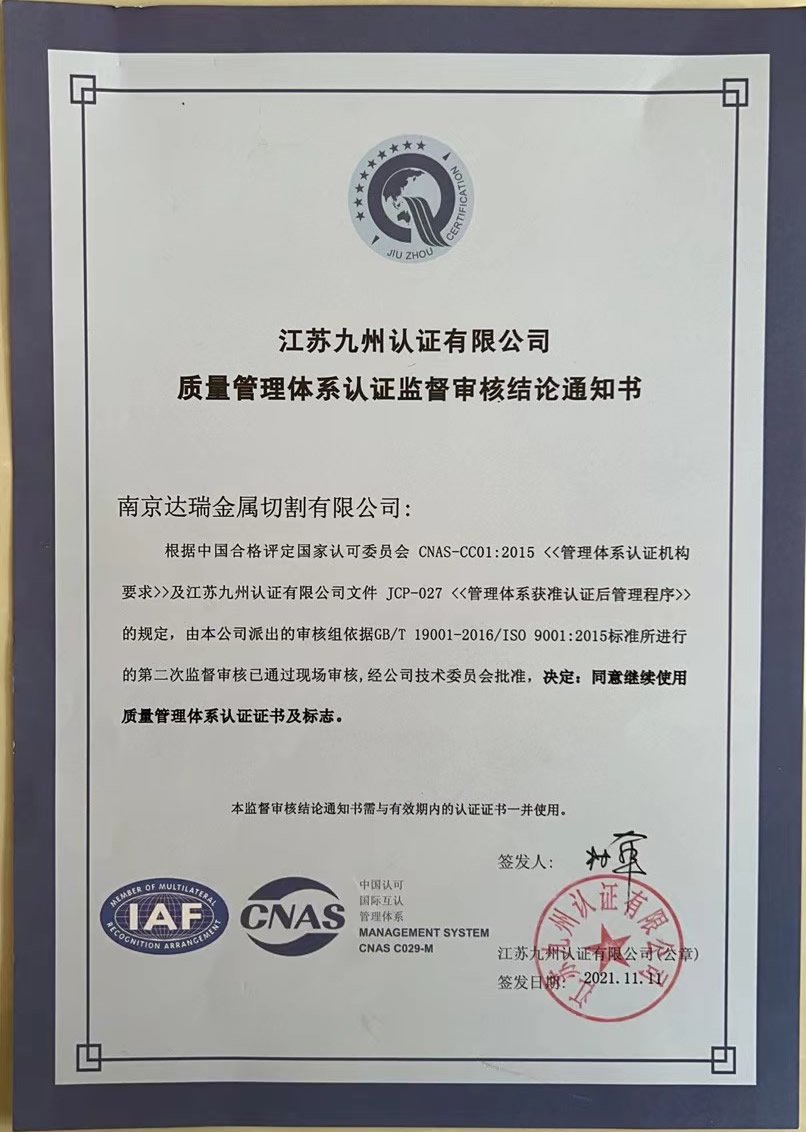 JIU ZHOU CERTIFICATION
江苏九州认证有限公司
质量管理体系认证监督审核结论通知书
南京达瑞金属切割有限公司:
根据中国合格评定国家认可委员会 CNAS-CC01:2015 <<管理体系认证机构
要求>>及江苏九州认证有限公司文件 JCP-027 <<管理体系获准认证后管理程序>>
的规定，由本公司派出的审核组依据GB/T 19001-2016/ISO 9001:2015标准所进行
的第二次监督审核已通过现场审核,经公司技术委员会批准，决定：同意继续使用
质量管理体系认证证书及标志。
本监督审核结论通知书需与有效期内的认证证书一并使用。
签发人:
MEMBER OF MULTILATERAL
IAF
RECOGNITION ARRANGEMENT
CNAS
中国认可
国际互认
管理体系
MANAGEMENT SYSTEM
CNAS C029-M
江苏九州认证有限公司(公章)
签发日期: 2021.11.11
江苏九州认证有限公司